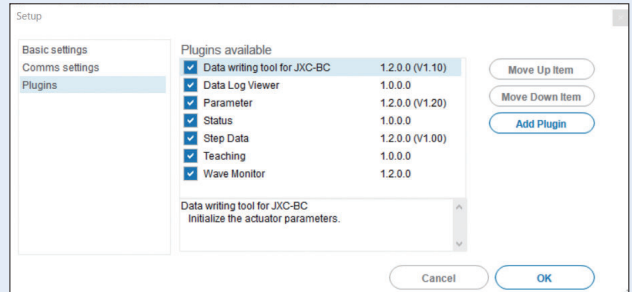 Setup
Basic settings
Comms settings
Plugins
Plugins available
Data writing tool for JXC-BC 1.2.0.0 (V1.10)
Data Log Viewer 1.0.0.0
Parameter 1.2.0.0 (V1.20)
Status 1.0.0.0
Step Data 1.2.0.0 (V1.00)
Teaching 1.0.0.0
Wave Monitor 1.2.0.0
Data writing tool for JXC-BC
Initialize the actuator parameters.
Move Up Item
Move Down Item
Add Plugin
Cancel
OK